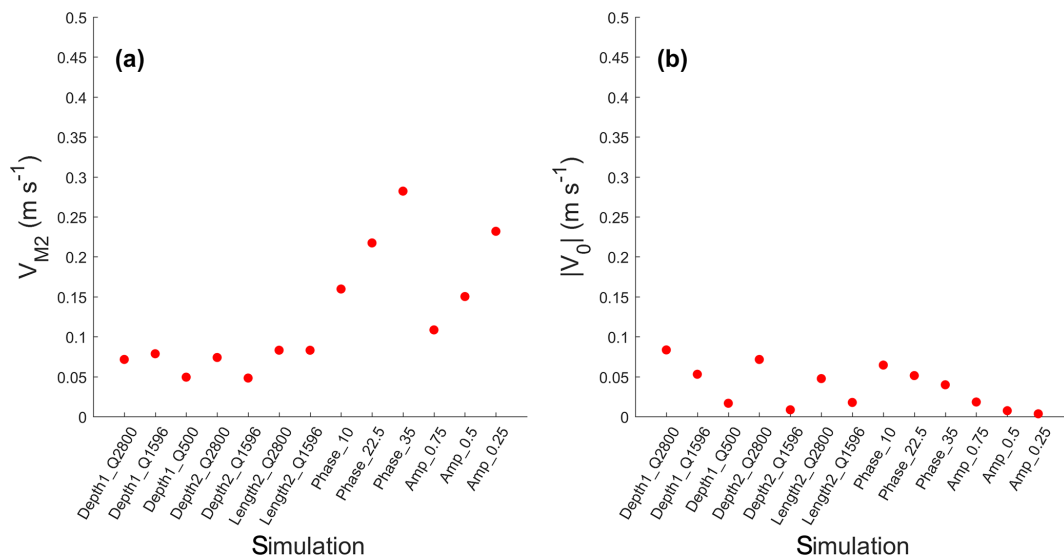 (a)
V_M2 (m s^-1)
0.5
0.45
0.4
0.35
0.3
0.25
0.2
0.15
0.1
0.05
0
Depth1_Q2800
Depth1_Q1596
Depth1_Q500
Depth2_Q2800
Depth2_Q1596
Length2_Q2800
Length2_Q1596
Phase_10
Phase_22.5
Phase_35
Amp_0.75
Amp_0.5
Amp_0.25
Simulation
(b)
|V_0| (m s^-1)
0.5
0.45
0.4
0.35
0.3
0.25
0.2
0.15
0.1
0.05
0
Depth1_Q2800
Depth1_Q1596
Depth1_Q500
Depth2_Q2800
Depth2_Q1596
Length2_Q2800
Length2_Q1596
Phase_10
Phase_22.5
Phase_35
Amp_0.75
Amp_0.5
Amp_0.25
Simulation